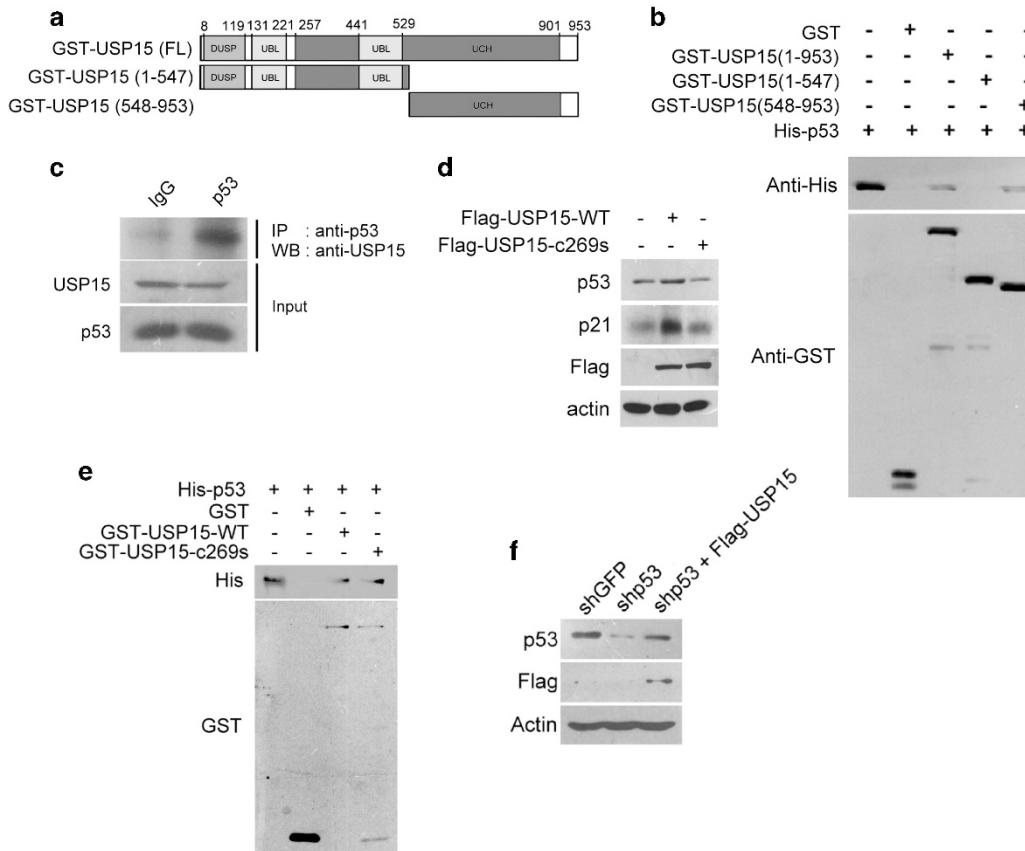 a
8 119 131 221 257 441 529 901 953
GST-USP15 (FL) DUSP UBL UBL UCH
GST-USP15 (1-547) DUSP UBL UBL
GST-USP15 (548-953) UCH
b
GST - + - - -
GST-USP15(1-953) - - + - -
GST-USP15(1-547) - - - + -
GST-USP15(548-953) - - - - +
His-p53 + + + + +
Anti-His
Anti-GST
c
IgG p53
IP : anti-p53
WB : anti-USP15
USP15
p53
Input
d
Flag-USP15-WT - + -
Flag-USP15-c269s - - +
p53
p21
Flag
actin
e
His-p53 + + + +
GST - + - -
GST-USP15-WT - - + -
GST-USP15-c269s - - - +
His
GST
f
shGFP shp53 shp53 + Flag-USP15
p53
Flag
Actin